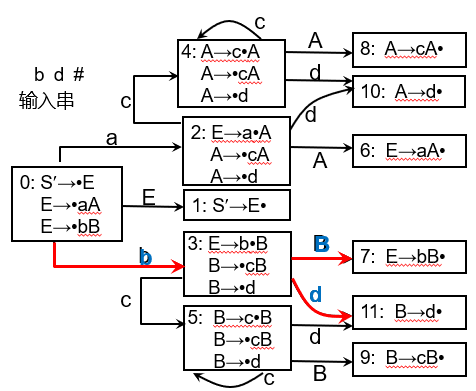 c
4: A→c•A
A→•cA
A→•d
A
8: A→cA•
d
10: A→d•
b d #
输入串
c
d
a
2: E→a•A
A→•cA
A→•d
A
6: E→aA•
0: S′→•E
E→•aA
E→•bB
E
1: S′→E•
b
3: E→b•B
B→•cB
B→•d
B
7: E→bB•
d
11: B→d•
c
5: B→c•B
B→•cB
B→•d
d
B
9: B→cB•
c